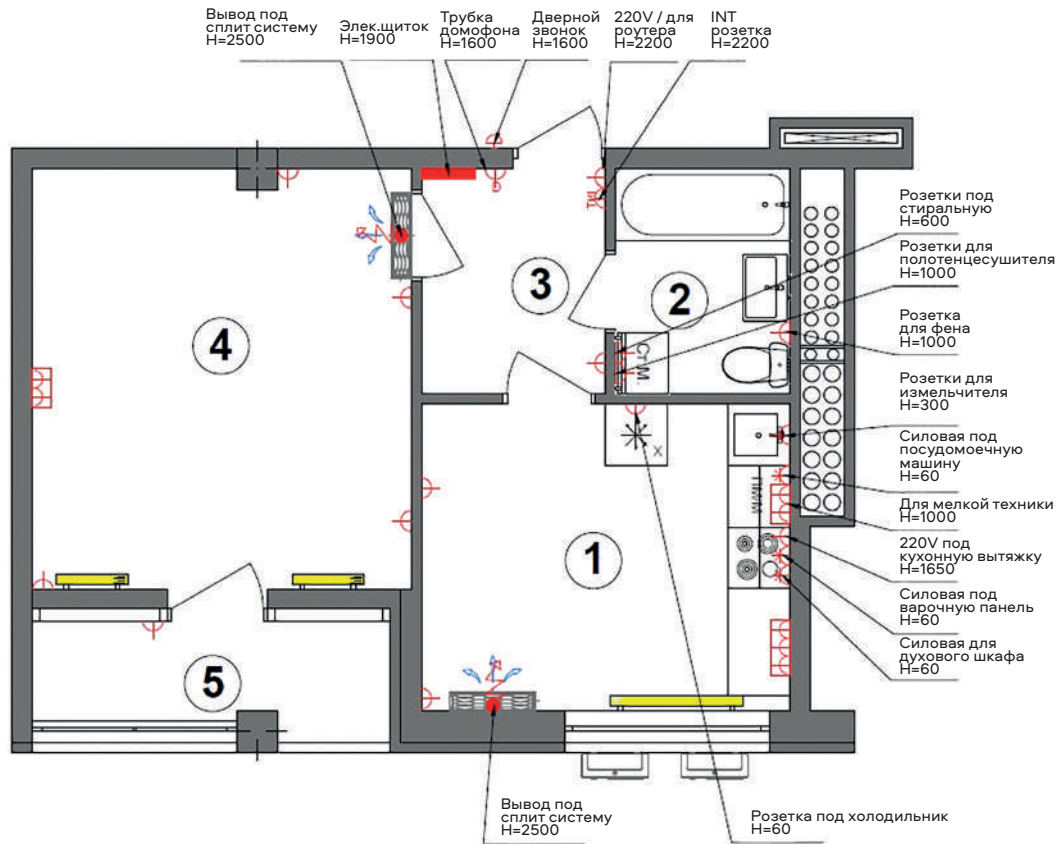 Вывод под
сплит систему
H=2500
Элек.щиток
H=1900
Трубка
домофона
H=1600
Дверной
звонок
H=1600
220V / для
роутера
H=2200
INT
розетка
H=2200
INT
Розетки под
стиральную
H=600
Розетки для
полотенцесушителя
H=1000
Розетка
для фена
H=1000
Розетки для
измельчителя
H=300
Силовая под
посудомоечную
машину
H=60
Для мелкой техники
H=1000
220V под
кухонную вытяжку
H=1650
Силовая под
варочную панель
H=60
Силовая для
духового шкафа
H=60
3
2
4
Ст.М.
X
ПММ
1
5
Вывод под
сплит систему
H=2500
Розетка под холодильник
H=60